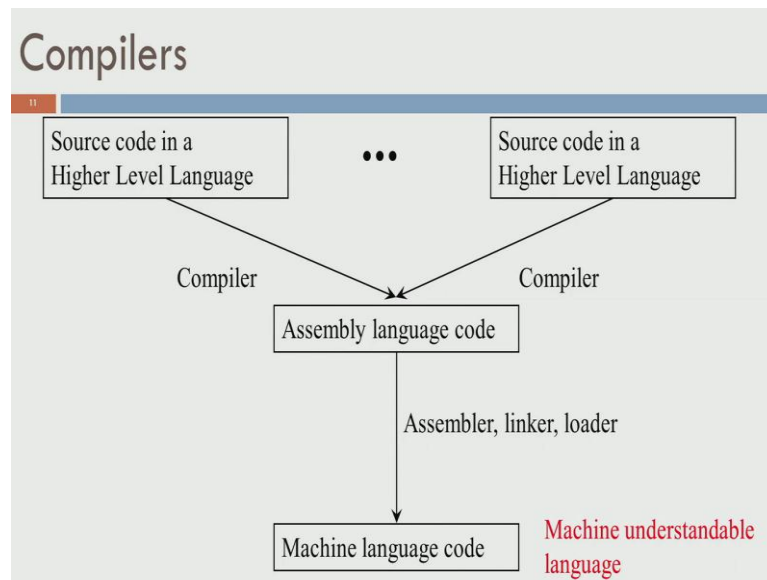 Compilers
11
Source code in a
Higher Level Language
•••
Source code in a
Higher Level Language
Compiler
Compiler
Assembly language code
Assembler, linker, loader
Machine language code
Machine understandable
language